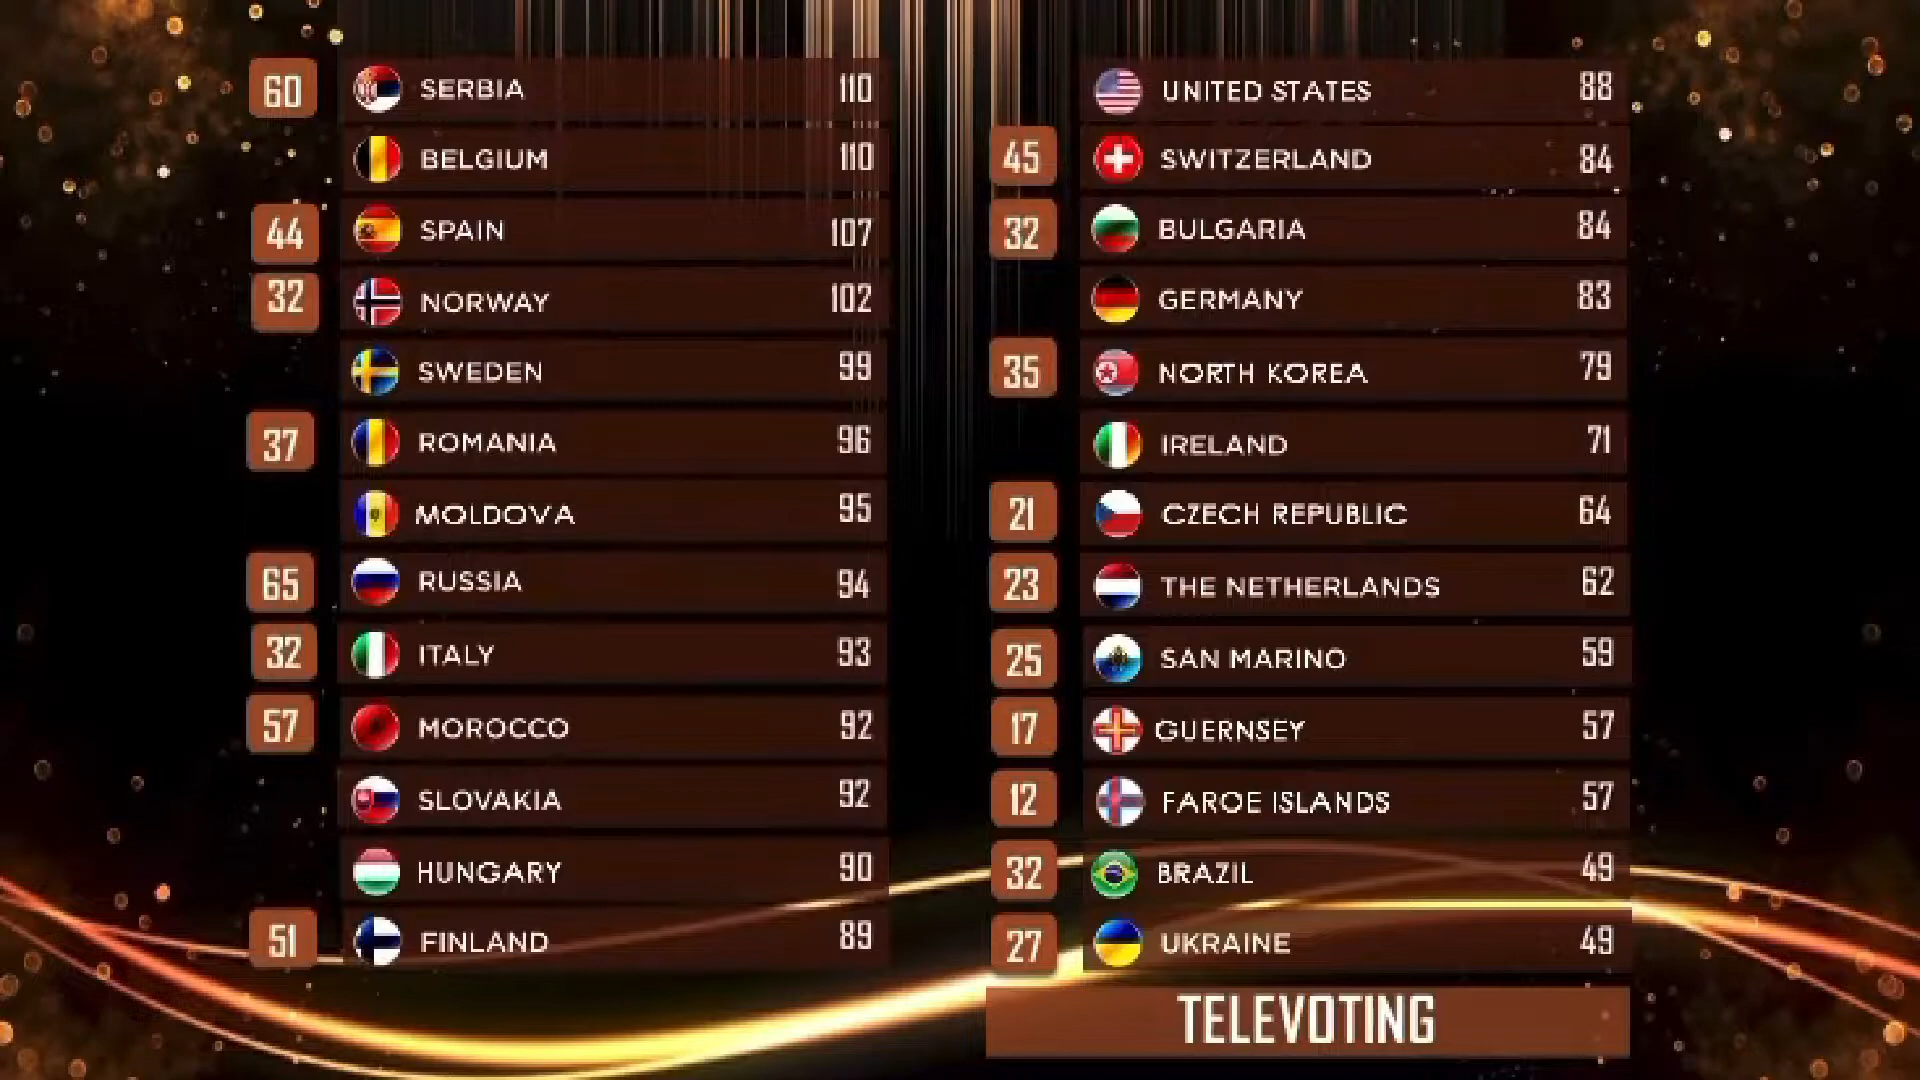 60 SERBIA 110
BELGIUM 110
44 SPAIN 107
32 NORWAY 102
SWEDEN 99
37 ROMANIA 96
MOLDOVA 95
65 RUSSIA 94
32 ITALY 93
57 MOROCCO 92
SLOVAKIA 92
HUNGARY 90
51 FINLAND 89
UNITED STATES 88
45 SWITZERLAND 84
32 BULGARIA 84
GERMANY 83
35 NORTH KOREA 79
IRELAND 71
21 CZECH REPUBLIC 64
23 THE NETHERLANDS 62
25 SAN MARINO 59
17 GUERNSEY 57
12 FAROE ISLANDS 57
32 BRAZIL 49
27 UKRAINE 49
TELEVOTING